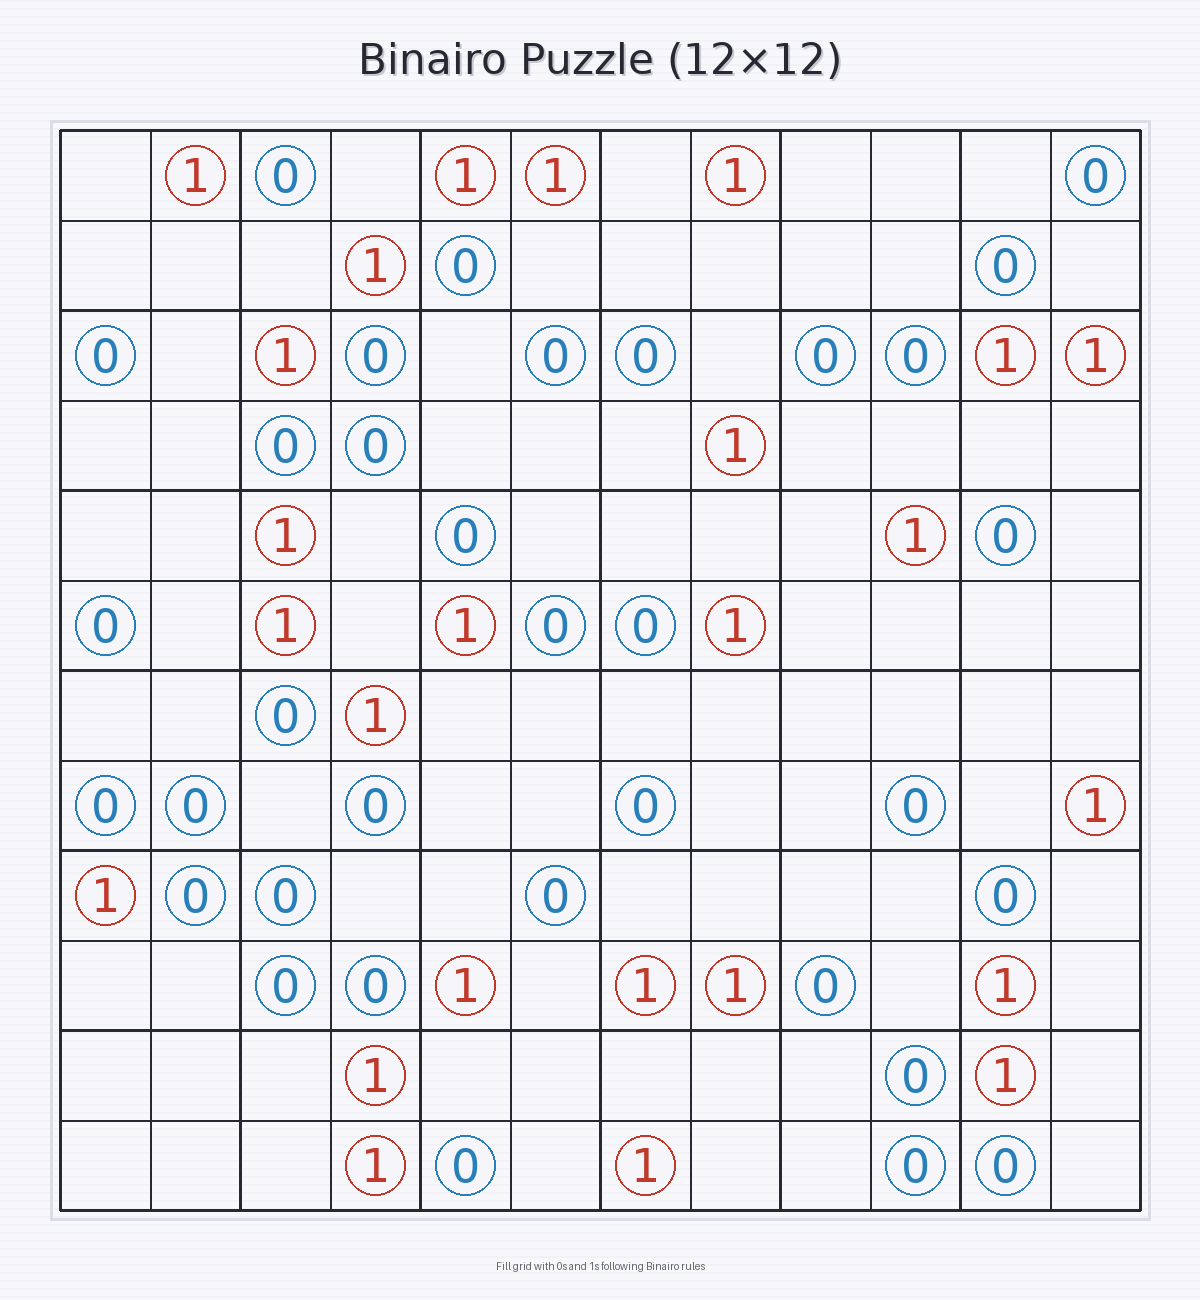 Binairo Puzzle (12×12)
1 0 1 1 1 0
1 0 0
0 1 0 0 0 0 0 1 1
0 0 1
1 0 1 0
0 1 1 0 0 1
0 1
0 0 0 0 0 1
1 0 0 0 0
0 0 1 1 1 0 1
1 0 1
1 0 1 0 0
Fill grid with 0s and 1s following Binairo rules